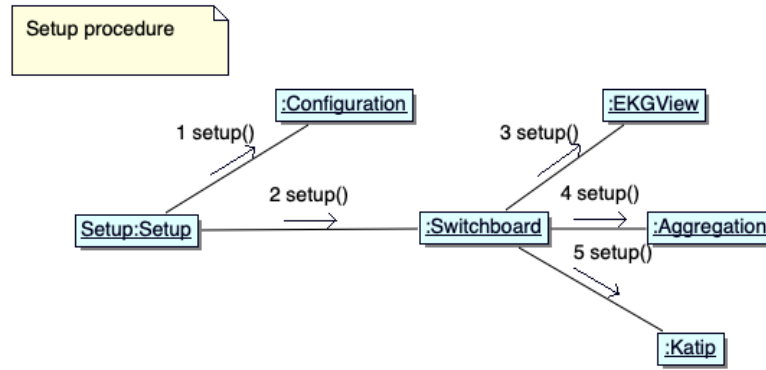 Setup procedure
:Configuration
:EKGView
1 setup()
3 setup()
2 setup()
4 setup()
Setup:Setup
:Switchboard
:Aggregation
5 setup()
:Katip